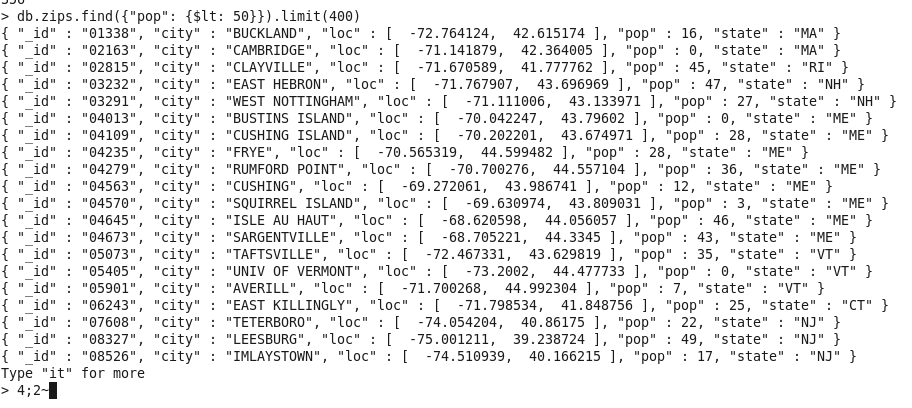 > db.zips.find({"pop": {$lt: 50}}).limit(400)
{ "_id" : "01338", "city" : "BUCKLAND", "loc" : [  -72.764124,  42.615174 ], "pop" : 16, "state" : "MA" }
{ "_id" : "02163", "city" : "CAMBRIDGE", "loc" : [  -71.141879,  42.364005 ], "pop" : 0, "state" : "MA" }
{ "_id" : "02815", "city" : "CLAYVILLE", "loc" : [  -71.670589,  41.777762 ], "pop" : 45, "state" : "RI" }
{ "_id" : "03232", "city" : "EAST HEBRON", "loc" : [  -71.767907,  43.696969 ], "pop" : 47, "state" : "NH" }
{ "_id" : "03291", "city" : "WEST NOTTINGHAM", "loc" : [  -71.111006,  43.133971 ], "pop" : 27, "state" : "NH" }
{ "_id" : "04013", "city" : "BUSTINS ISLAND", "loc" : [  -70.042247,  43.79602 ], "pop" : 0, "state" : "ME" }
{ "_id" : "04109", "city" : "CUSHING ISLAND", "loc" : [  -70.202201,  43.674971 ], "pop" : 28, "state" : "ME" }
{ "_id" : "04235", "city" : "FRYE", "loc" : [  -70.565319,  44.599482 ], "pop" : 28, "state" : "ME" }
{ "_id" : "04279", "city" : "RUMFORD POINT", "loc" : [  -70.700276,  44.557104 ], "pop" : 36, "state" : "ME" }
{ "_id" : "04563", "city" : "CUSHING", "loc" : [  -69.272061,  43.986741 ], "pop" : 12, "state" : "ME" }
{ "_id" : "04570", "city" : "SQUIRREL ISLAND", "loc" : [  -69.630974,  43.809031 ], "pop" : 3, "state" : "ME" }
{ "_id" : "04645", "city" : "ISLE AU HAUT", "loc" : [  -68.620598,  44.056057 ], "pop" : 46, "state" : "ME" }
{ "_id" : "04673", "city" : "SARGENTVILLE", "loc" : [  -68.705221,  44.3345 ], "pop" : 43, "state" : "ME" }
{ "_id" : "05073", "city" : "TAFTSVILLE", "loc" : [  -72.467331,  43.629819 ], "pop" : 35, "state" : "VT" }
{ "_id" : "05405", "city" : "UNIV OF VERMONT", "loc" : [  -73.2002,  44.477733 ], "pop" : 0, "state" : "VT" }
{ "_id" : "05901", "city" : "AVERILL", "loc" : [  -71.700268,  44.992304 ], "pop" : 7, "state" : "VT" }
{ "_id" : "06243", "city" : "EAST KILLINGLY", "loc" : [  -71.798534,  41.848756 ], "pop" : 25, "state" : "CT" }
{ "_id" : "07608", "city" : "TETERBORO", "loc" : [  -74.054204,  40.86175 ], "pop" : 22, "state" : "NJ" }
{ "_id" : "08327", "city" : "LEESBURG", "loc" : [  -75.001211,  39.238724 ], "pop" : 49, "state" : "NJ" }
{ "_id" : "08526", "city" : "IMLAYSTOWN", "loc" : [  -74.510939,  40.166215 ], "pop" : 17, "state" : "NJ" }
Type "it" for more
> 4;2~